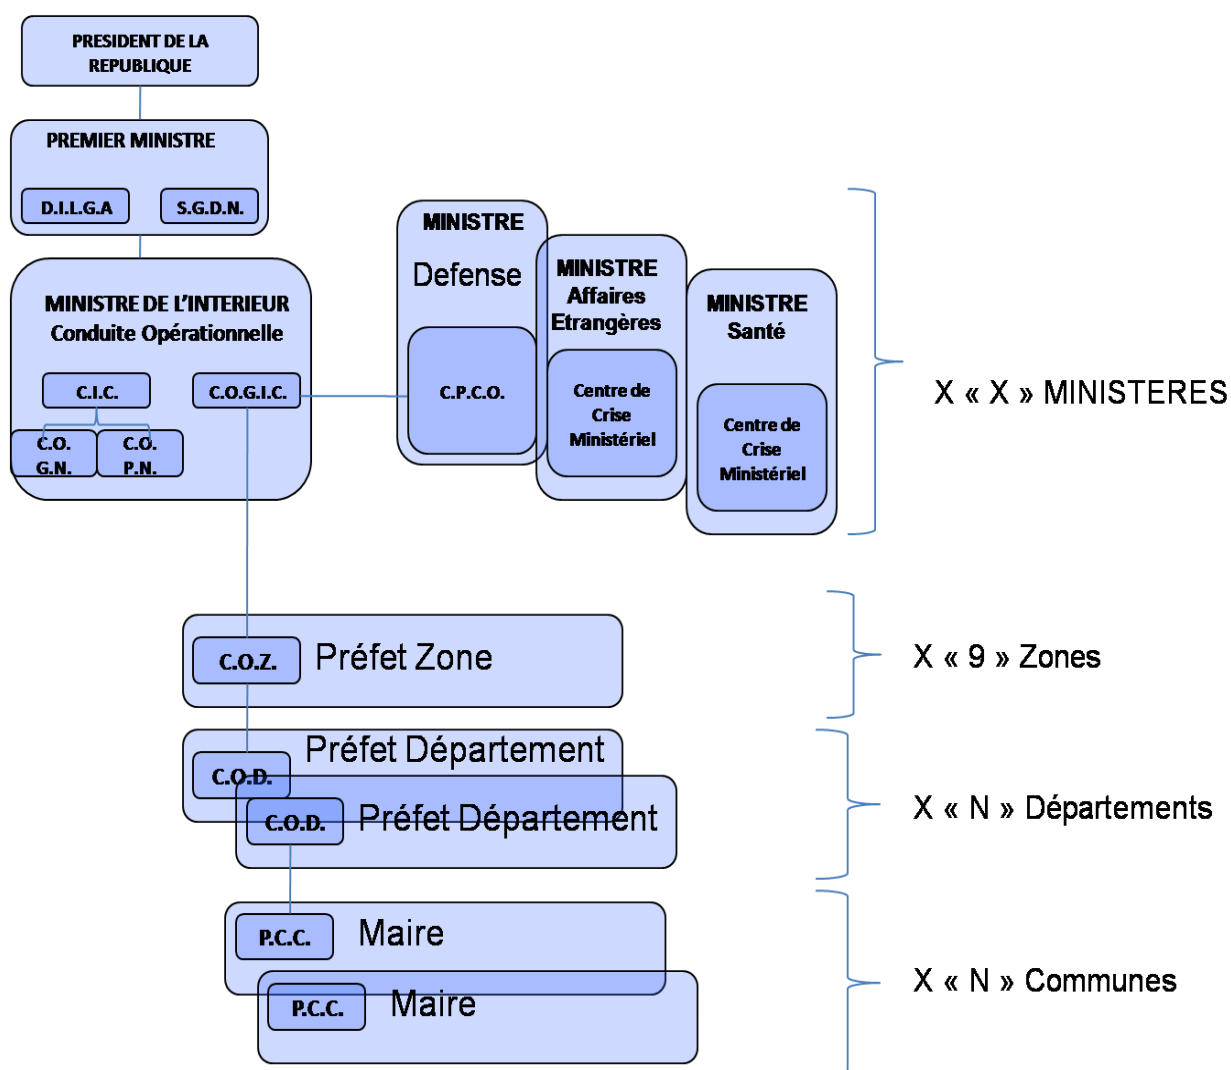 PRESIDENT DE LA
REPUBLIQUE
PREMIER MINISTRE
D.I.L.G.A
S.G.D.N.
MINISTRE DE L'INTERIEUR
Conduite Opérationnelle
C.I.C.
C.O.G.I.C.
C.O.
G.N.
C.O.
P.N.
MINISTRE
Defense
C.P.C.O.
MINISTRE
Affaires
Etrangères
Centre de
Crise
Ministériel
MINISTRE
Santé
Centre de
Crise
Ministériel
X « X » MINISTERES
C.O.Z.
Préfet Zone
X « 9 » Zones
Préfet Département
C.O.D.
C.O.D.
Préfet Département
X « N » Départements
P.C.C.
Maire
P.C.C.
Maire
X « N » Communes